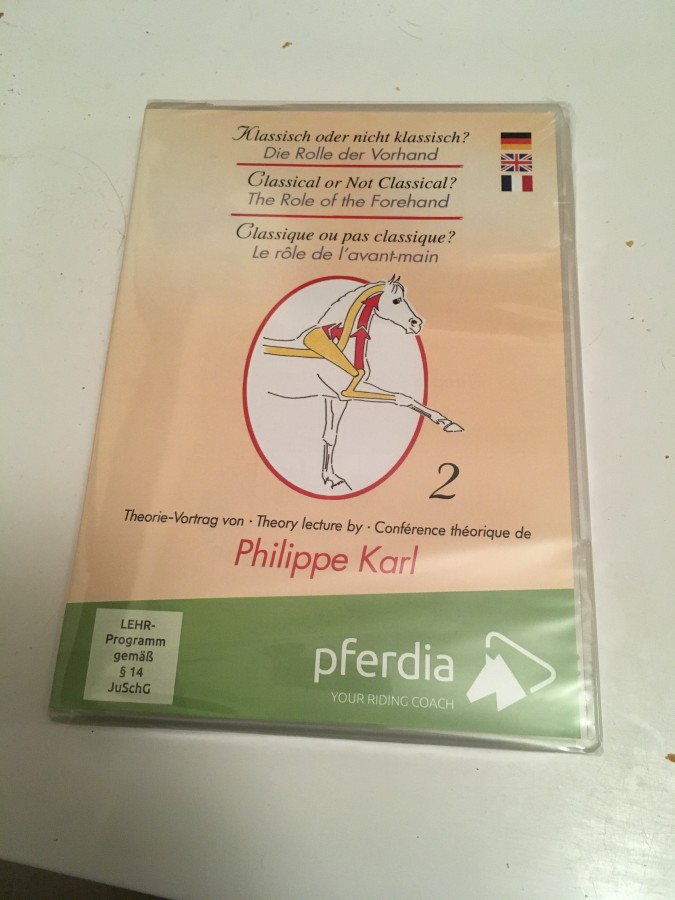 Klassisch oder nicht klassisch?
Die Rolle der Vorhand
Classical or Not Classical?
The Role of the Forehand
Classique ou pas classique?
Le rôle de l'avant-main
2
Theorie-Vortrag von · Theory lecture by · Conférence théorique de
Philippe Karl
LEHR-
Programm
gemäß
§ 14
JuSchG
pferdia
YOUR RIDING COACH